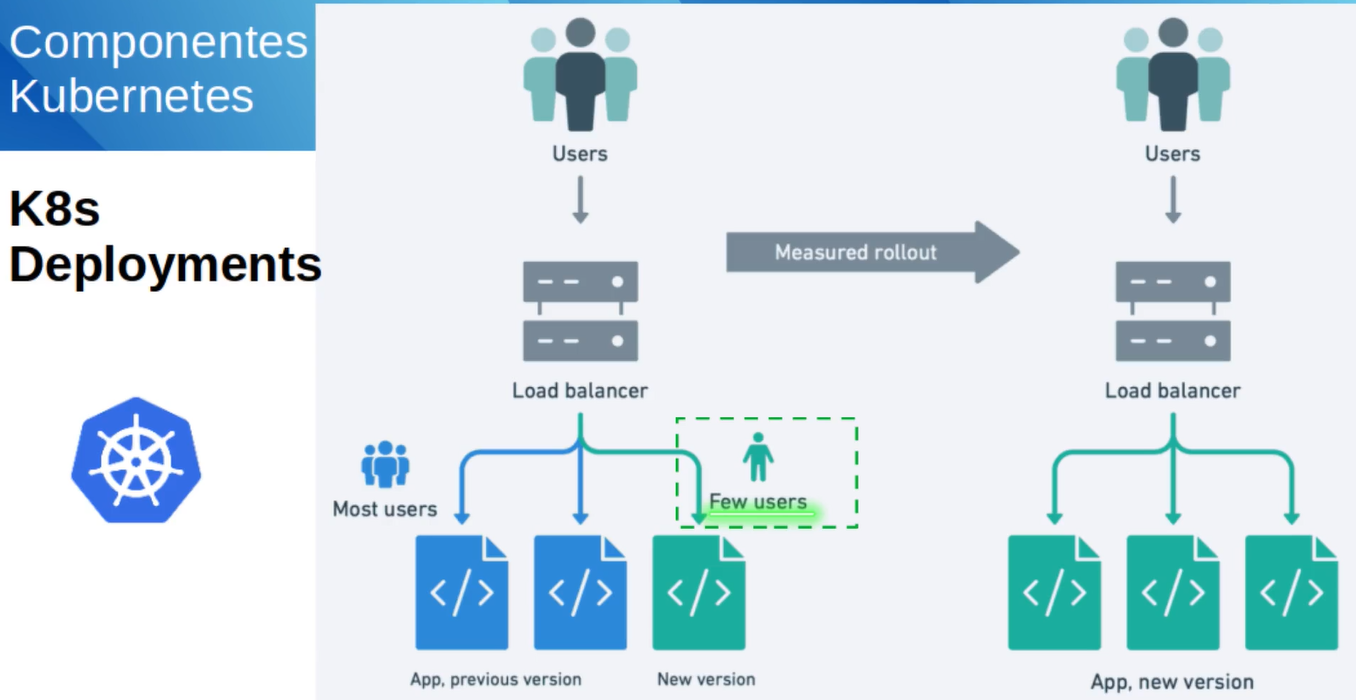 Componentes
Kubernetes
K8s
Deployments
Users
Users
Measured rollout
Load balancer
Load balancer
Most users
Few users
</>
</>
</>
</>
</>
</>
App, previous version
New version
App, new version